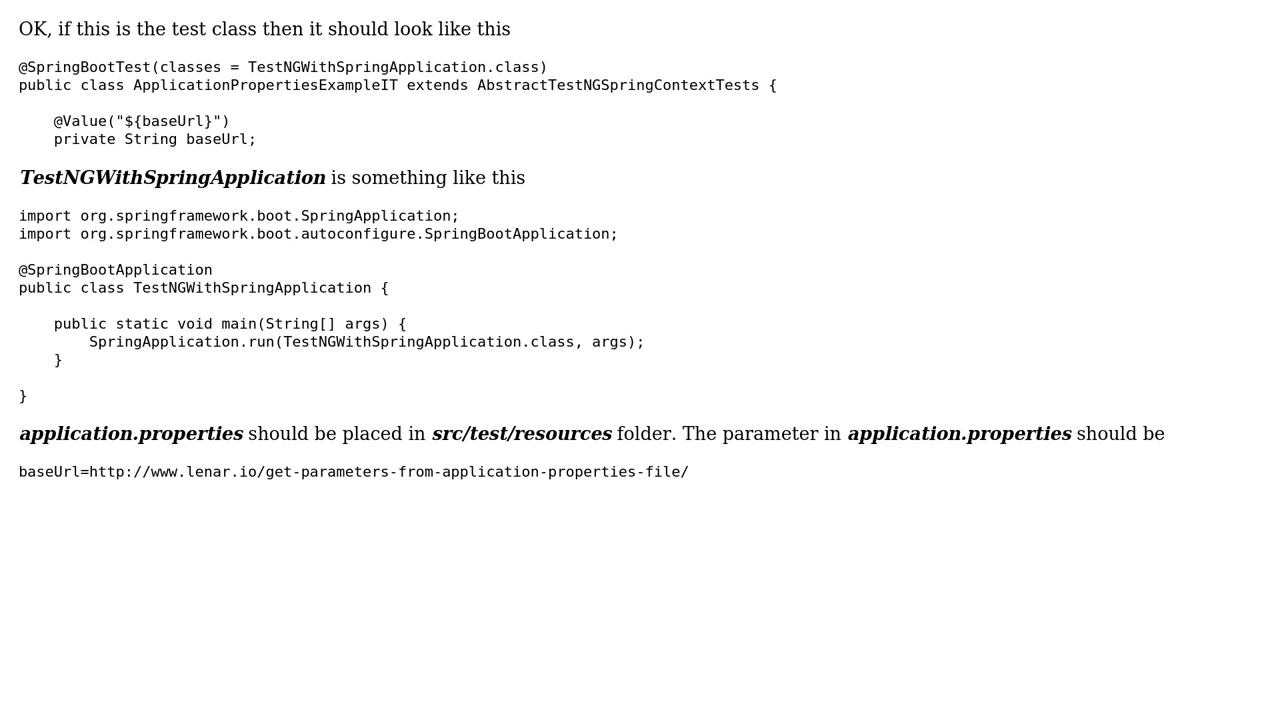 OK, if this is the test class then it should look like this
@SpringBootTest(classes = TestNGWithSpringApplication.class)
public class ApplicationPropertiesExampleIT extends AbstractTestNGSpringContextTests {
    @Value("${baseUrl}")
    private String baseUrl;
TestNGWithSpringApplication is something like this
import org.springframework.boot.SpringApplication;
import org.springframework.boot.autoconfigure.SpringBootApplication;
@SpringBootApplication
public class TestNGWithSpringApplication {
    public static void main(String[] args) {
        SpringApplication.run(TestNGWithSpringApplication.class, args);
    }
}
application.properties should be placed in src/test/resources folder. The parameter in application.properties should be
baseUrl=http://www.lenar.io/get-parameters-from-application-properties-file/